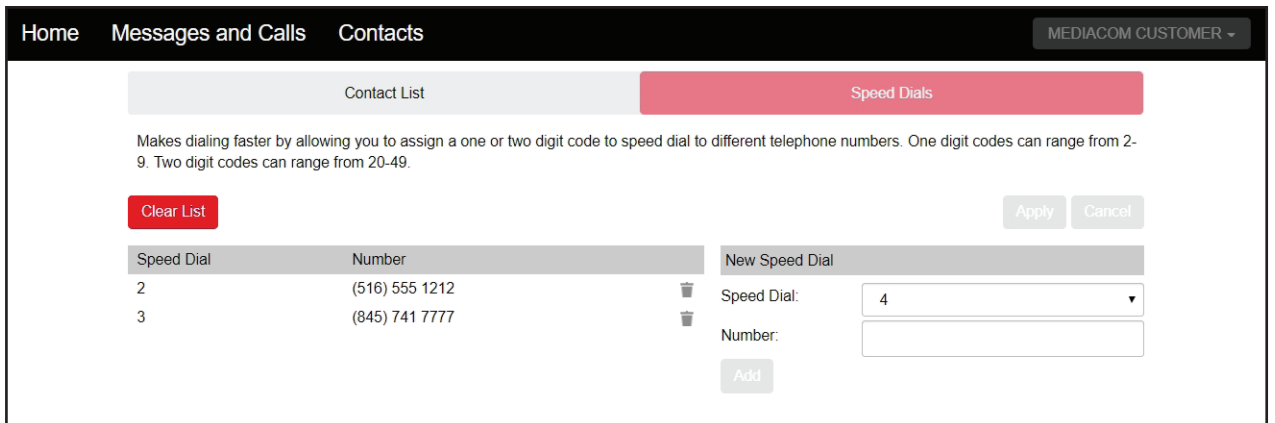 Home Messages and Calls Contacts MEDIACOM CUSTOMER
Contact List Speed Dials
Makes dialing faster by allowing you to assign a one or two digit code to speed dial to different telephone numbers. One digit codes can range from 2-
9. Two digit codes can range from 20-49.
Clear List Apply Cancel
Speed Dial Number New Speed Dial
2 (516) 555 1212 Speed Dial: 4
3 (845) 741 7777
Number:
Add